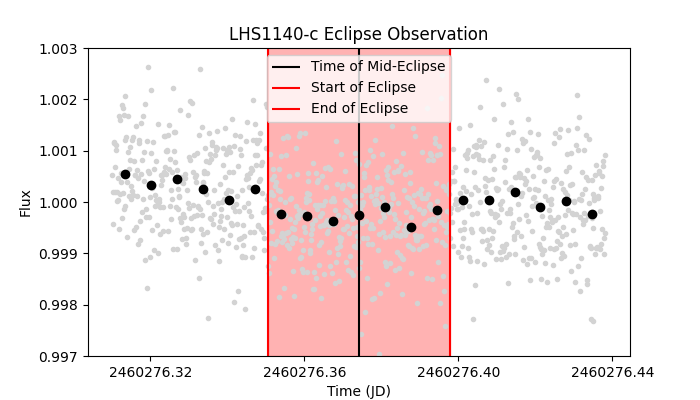 LHS1140-c Eclipse Observation
1.003
1.002
1.001
1.000
0.999
0.998
0.997
Flux
Time of Mid-Eclipse
Start of Eclipse
End of Eclipse
2460276.32 2460276.36 2460276.40 2460276.44
Time (JD)